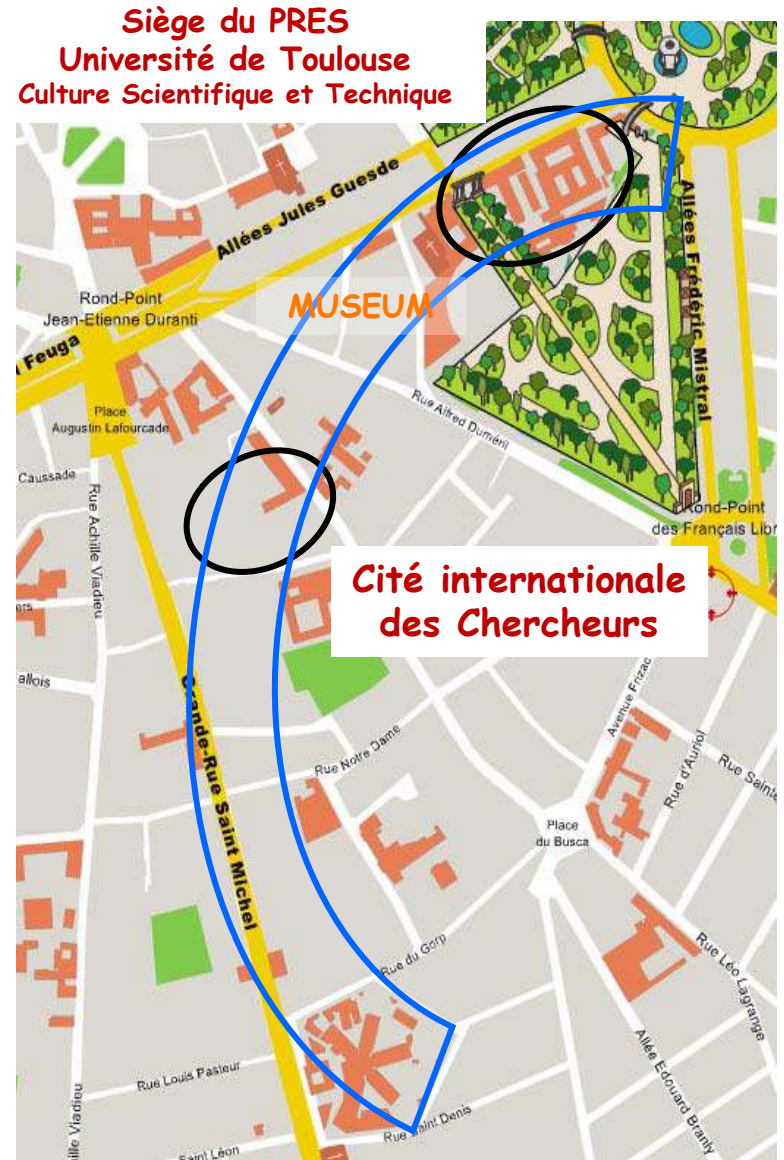 Siège du PRES
Université de Toulouse
Culture Scientifique et Technique
Allées Jules Guesde
Allées Frédéric Mistral
MUSEUM
Rond-Point
Jean-Etienne Duranti
Feuga
Place
Augustin Lafourcade
Rue Alfred Duméril
Caussade
Rue Achille Viadieu
Rond-Point
des Français Libr
Cité internationale
des Chercheurs
ers
allois
Grande-Rue Saint Michel
Avenue Frizac
Rue Notre Dame
Rue d'Auriol
Rue Sainte
Place
du Busca
Rue du Gorp
Rue Léo Lagrange
Allée Edouard Branly
Rue Louis Pasteur
Rue Saint Denis
ille Viadieu
Saint Léon